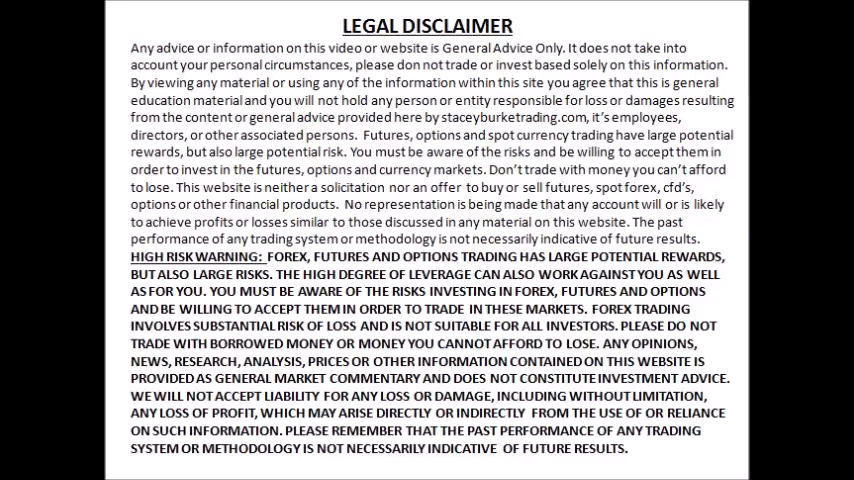 LEGAL DISCLAIMER
Any advice or information on this video or website is General Advice Only. It does not take into
account your personal circumstances, please don not trade or invest based solely on this information.
By viewing any material or using any of the information within this site you agree that this is general
education material and you will not hold any person or entity responsible for loss or damages resulting
from the content or general advice provided here by staceyburketrading.com, it's employees,
directors, or other associated persons. Futures, options and spot currency trading have large potential
rewards, but also large potential risk. You must be aware of the risks and be willing to accept them in
order to invest in the futures, options and currency markets. Don't trade with money you can't afford
to lose. This website is neither a solicitation nor an offer to buy or sell futures, spot forex, cfd's,
options or other financial products. No representation is being made that any account will or is likely
to achieve profits or losses similar to those discussed in any material on this website. The past
performance of any trading system or methodology is not necessarily indicative of future results.
HIGH RISK WARNING: FOREX, FUTURES AND OPTIONS TRADING HAS LARGE POTENTIAL REWARDS,
BUT ALSO LARGE RISKS. THE HIGH DEGREE OF LEVERAGE CAN ALSO WORK AGAINST YOU AS WELL
AS FOR YOU. YOU MUST BE AWARE OF THE RISKS INVESTING IN FOREX, FUTURES AND OPTIONS
AND BE WILLING TO ACCEPT THEM IN ORDER TO TRADE IN THESE MARKETS. FOREX TRADING
INVOLVES SUBSTANTIAL RISK OF LOSS AND IS NOT SUITABLE FOR ALL INVESTORS. PLEASE DO NOT
TRADE WITH BORROWED MONEY OR MONEY YOU CANNOT AFFORD TO LOSE. ANY OPINIONS,
NEWS, RESEARCH, ANALYSIS, PRICES OR OTHER INFORMATION CONTAINED ON THIS WEBSITE IS
PROVIDED AS GENERAL MARKET COMMENTARY AND DOES NOT CONSTITUTE INVESTMENT ADVICE.
WE WILL NOT ACCEPT LIABILITY FOR ANY LOSS OR DAMAGE, INCLUDING WITHOUT LIMITATION,
ANY LOSS OF PROFIT, WHICH MAY ARISE DIRECTLY OR INDIRECTLY FROM THE USE OF OR RELIANCE
ON SUCH INFORMATION. PLEASE REMEMBER THAT THE PAST PERFORMANCE OF ANY TRADING
SYSTEM OR METHODOLOGY IS NOT NECESSARILY INDICATIVE OF FUTURE RESULTS.